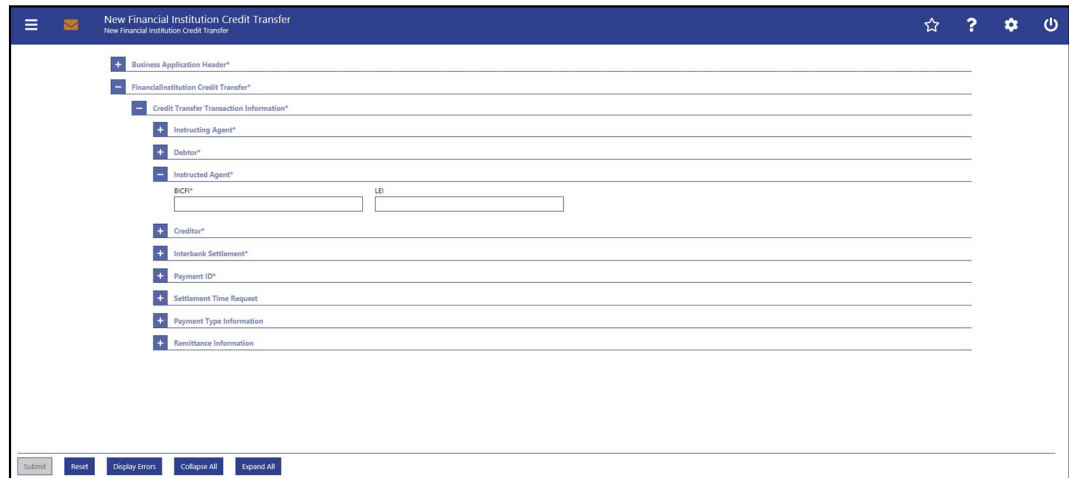 New Financial Institution Credit Transfer
New Financial Institution Credit Transfer
Business Application Header*
FinancialInstitution Credit Transfer*
Credit Transfer Transaction Information*
Instructing Agent*
Debtor*
Instructed Agent*
BICFI* LEI
Creditor*
Interbank Settlement*
Payment ID*
Settlement Time Request
Payment Type Information
Remittance Information
Submit Reset Display Errors Collapse All Expand All